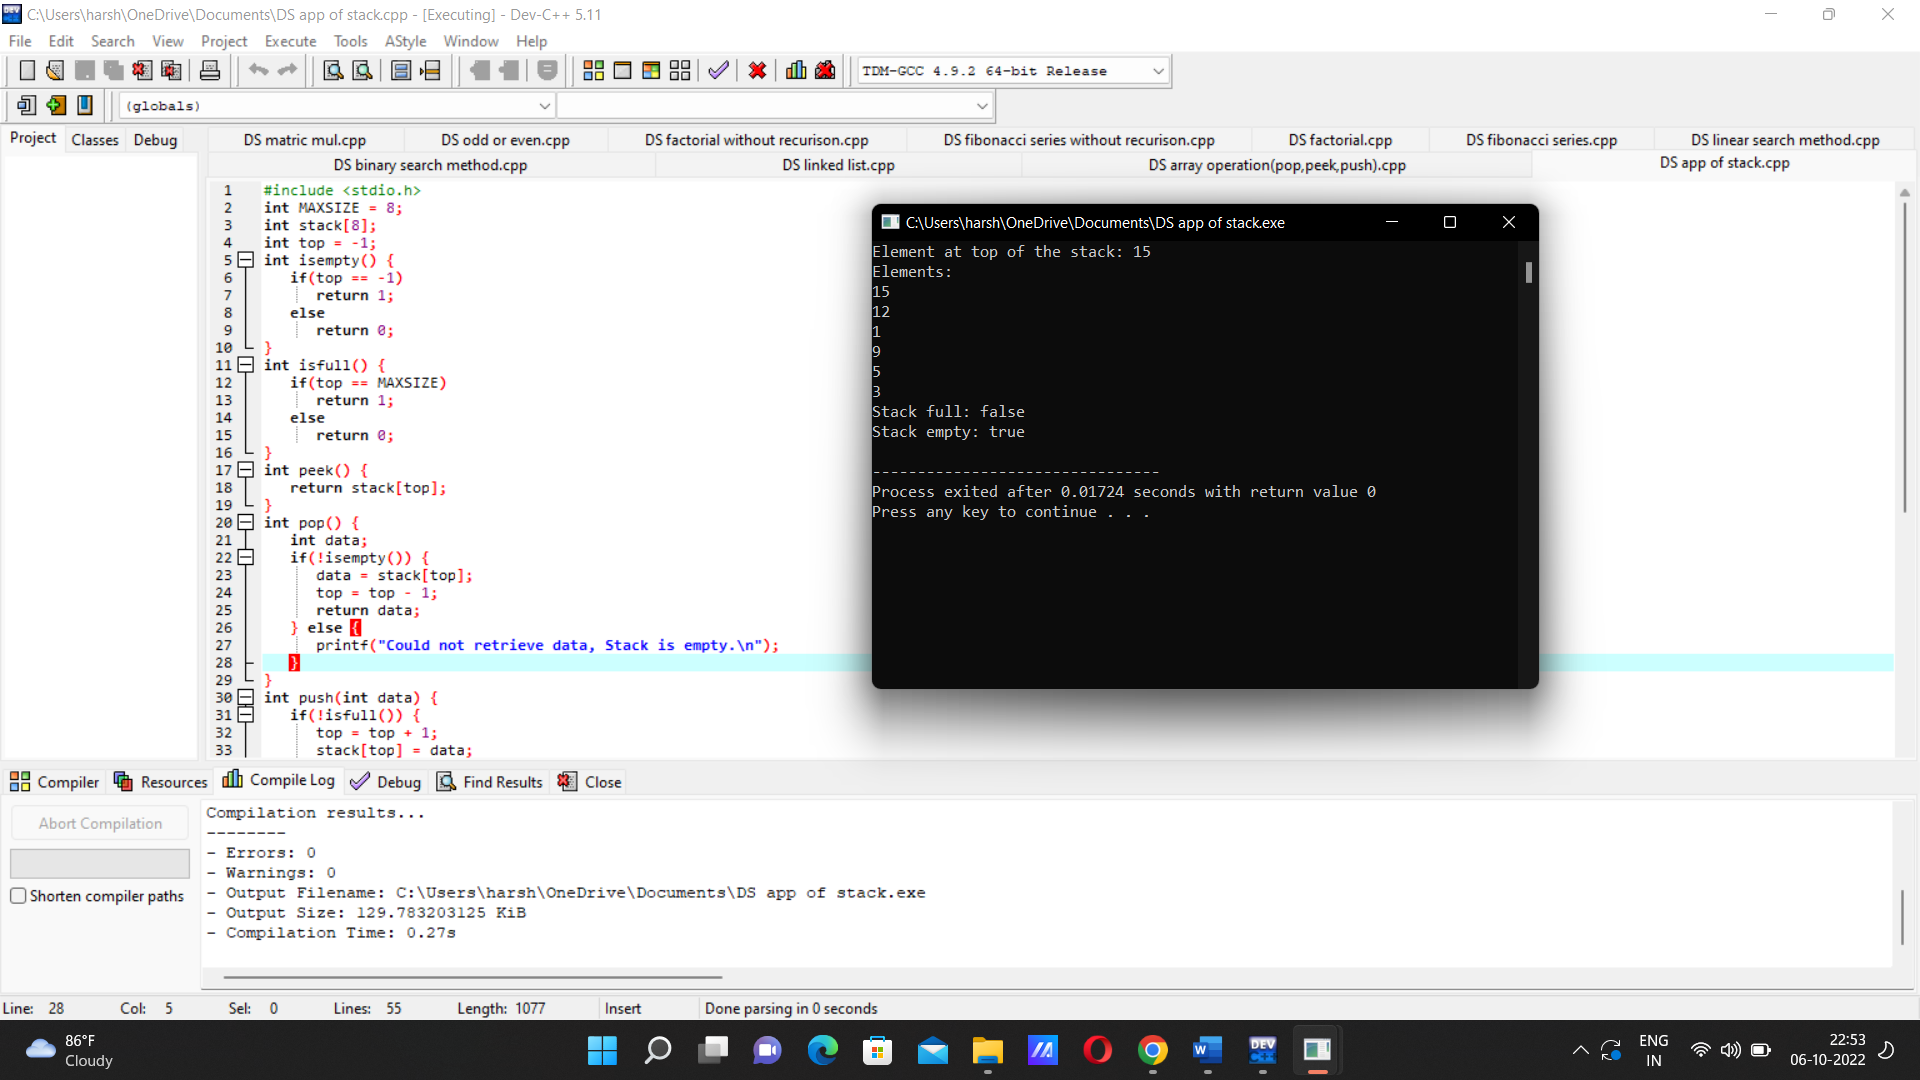 C:\Users\harsh\OneDrive\Documents\DS app of stack.cpp - [Executing] - Dev-C++ 5.11
File Edit Search View Project Execute Tools AStyle Window Help
TDM-GCC 4.9.2 64-bit Release
(globals)
Project Classes Debug
DS matric mul.cpp DS odd or even.cpp DS factorial without recurison.cpp DS fibonacci series without recurison.cpp DS factorial.cpp DS fibonacci series.cpp DS linear search method.cpp
DS binary search method.cpp DS linked list.cpp DS array operation(pop,peek,push).cpp DS app of stack.cpp
1 #include <stdio.h>
2 int MAXSIZE = 8;
3 int stack[8];
4 int top = -1;
5 int isempty() {
6 if(top == -1)
7 return 1;
8 else
9 return 0;
10 }
11 int isfull() {
12 if(top == MAXSIZE)
13 return 1;
14 else
15 return 0;
16 }
17 int peek() {
18 return stack[top];
19 }
20 int pop() {
21 int data;
22 if(!isempty()) {
23 data = stack[top];
24 top = top - 1;
25 return data;
26 } else {
27 printf("Could not retrieve data, Stack is empty.\n");
28 }
29 }
30 int push(int data) {
31 if(!isfull()) {
32 top = top + 1;
33 stack[top] = data;
C:\Users\harsh\OneDrive\Documents\DS app of stack.exe
Element at top of the stack: 15
Elements:
15
12
1
9
5
3
Stack full: false
Stack empty: true
--------------------------------
Process exited after 0.01724 seconds with return value 0
Press any key to continue . . .
Compiler Resources Compile Log Debug Find Results Close
Abort Compilation
Shorten compiler paths
Compilation results...
--------
- Errors: 0
- Warnings: 0
- Output Filename: C:\Users\harsh\OneDrive\Documents\DS app of stack.exe
- Output Size: 129.783203125 KiB
- Compilation Time: 0.27s
Line: 28 Col: 5 Sel: 0 Lines: 55 Length: 1077 Insert Done parsing in 0 seconds
86°F
Cloudy
DEV
C++
ENG
IN
22:53
06-10-2022